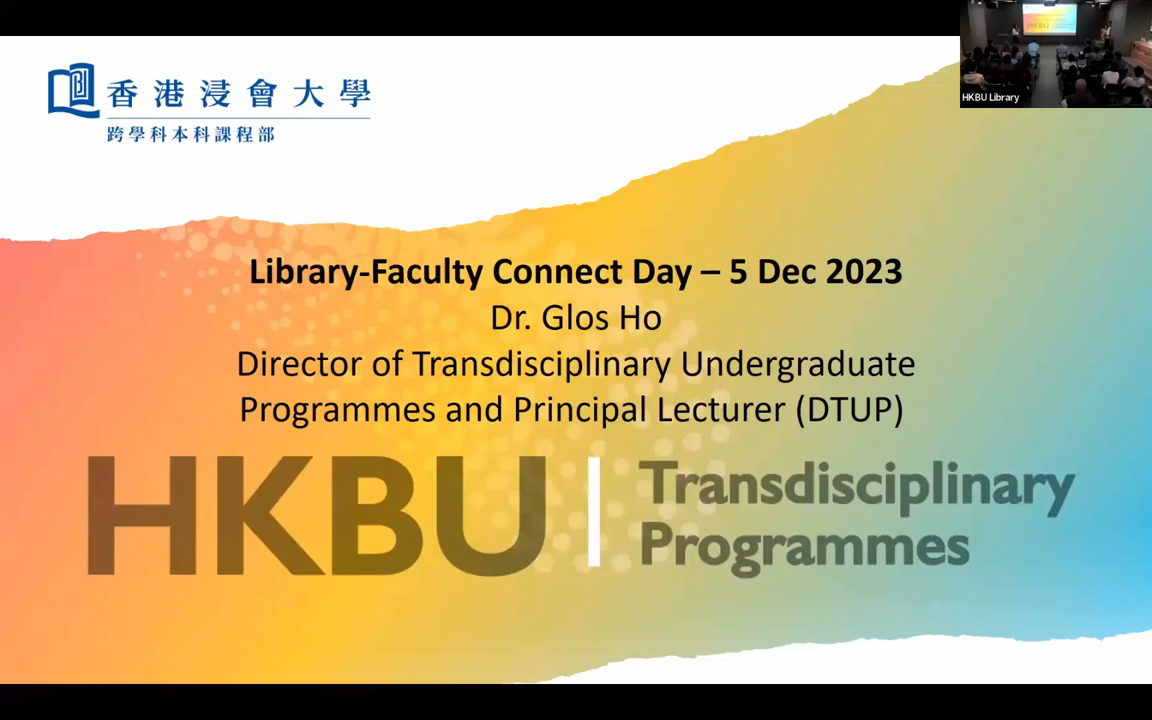 香港浸會大學
跨學科本科課程部
HKBU Library
Library-Faculty Connect Day – 5 Dec 2023
Dr. Glos Ho
Director of Transdisciplinary Undergraduate
Programmes and Principal Lecturer (DTUP)
HKBU
Transdisciplinary
Programmes